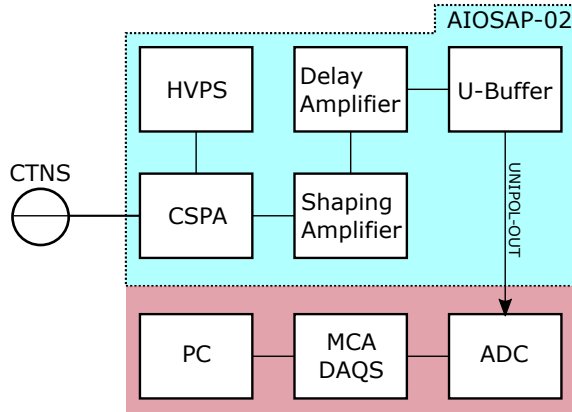 AIOSAP-02
HVPS
Delay
Amplifier
U-Buffer
CTNS
CSPA
Shaping
Amplifier
UNIPOL-OUT
PC
MCA
DAQS
ADC